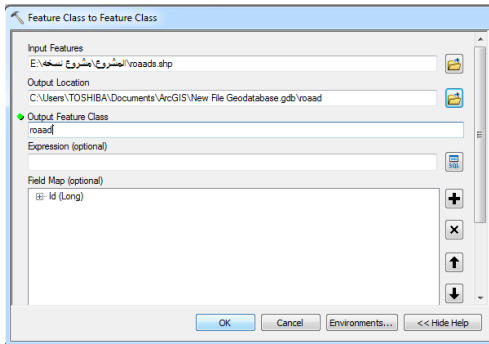 Feature Class to Feature Class
Input Features
E:\المشروع\مشروع نسخه\roaads.shp
Output Location
C:\Users\TOSHIBA\Documents\ArcGIS\New File Geodatabase.gdb\roaad
Output Feature Class
roaad
Expression (optional)
SQL
Field Map (optional)
Id (Long)
OK
Cancel
Environments...
<< Hide Help